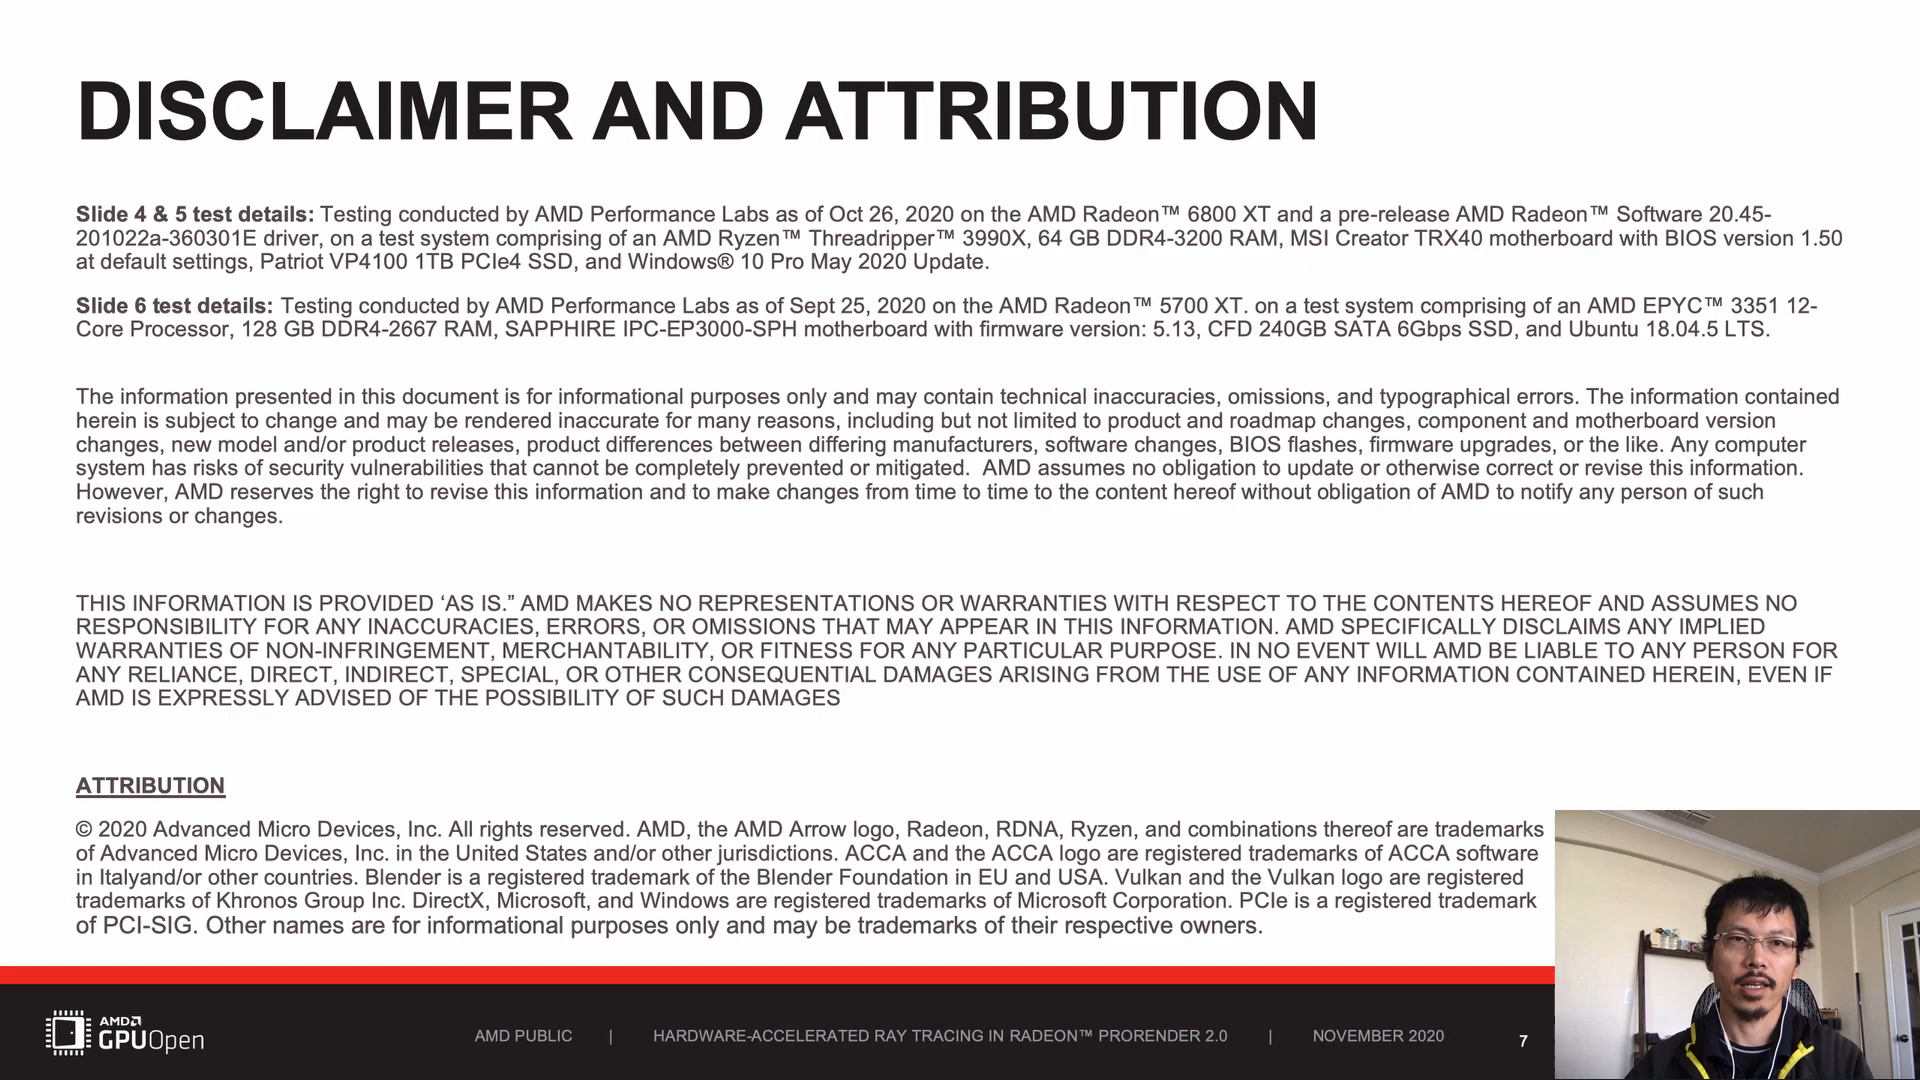 DISCLAIMER AND ATTRIBUTION
Slide 4 & 5 test details: Testing conducted by AMD Performance Labs as of Oct 26, 2020 on the AMD Radeon™ 6800 XT and a pre-release AMD Radeon™ Software 20.45-
201022a-360301E driver, on a test system comprising of an AMD Ryzen™ Threadripper™ 3990X, 64 GB DDR4-3200 RAM, MSI Creator TRX40 motherboard with BIOS version 1.50
at default settings, Patriot VP4100 1TB PCIe4 SSD, and Windows® 10 Pro May 2020 Update.
Slide 6 test details: Testing conducted by AMD Performance Labs as of Sept 25, 2020 on the AMD Radeon™ 5700 XT. on a test system comprising of an AMD EPYC™ 3351 12-
Core Processor, 128 GB DDR4-2667 RAM, SAPPHIRE IPC-EP3000-SPH motherboard with firmware version: 5.13, CFD 240GB SATA 6Gbps SSD, and Ubuntu 18.04.5 LTS.
The information presented in this document is for informational purposes only and may contain technical inaccuracies, omissions, and typographical errors. The information contained
herein is subject to change and may be rendered inaccurate for many reasons, including but not limited to product and roadmap changes, component and motherboard version
changes, new model and/or product releases, product differences between differing manufacturers, software changes, BIOS flashes, firmware upgrades, or the like. Any computer
system has risks of security vulnerabilities that cannot be completely prevented or mitigated.  AMD assumes no obligation to update or otherwise correct or revise this information.
However, AMD reserves the right to revise this information and to make changes from time to time to the content hereof without obligation of AMD to notify any person of such
revisions or changes.
THIS INFORMATION IS PROVIDED ‘AS IS.” AMD MAKES NO REPRESENTATIONS OR WARRANTIES WITH RESPECT TO THE CONTENTS HEREOF AND ASSUMES NO
RESPONSIBILITY FOR ANY INACCURACIES, ERRORS, OR OMISSIONS THAT MAY APPEAR IN THIS INFORMATION. AMD SPECIFICALLY DISCLAIMS ANY IMPLIED
WARRANTIES OF NON-INFRINGEMENT, MERCHANTABILITY, OR FITNESS FOR ANY PARTICULAR PURPOSE. IN NO EVENT WILL AMD BE LIABLE TO ANY PERSON FOR
ANY RELIANCE, DIRECT, INDIRECT, SPECIAL, OR OTHER CONSEQUENTIAL DAMAGES ARISING FROM THE USE OF ANY INFORMATION CONTAINED HEREIN, EVEN IF
AMD IS EXPRESSLY ADVISED OF THE POSSIBILITY OF SUCH DAMAGES
ATTRIBUTION
© 2020 Advanced Micro Devices, Inc. All rights reserved. AMD, the AMD Arrow logo, Radeon, RDNA, Ryzen, and combinations thereof are trademarks
of Advanced Micro Devices, Inc. in the United States and/or other jurisdictions. ACCA and the ACCA logo are registered trademarks of ACCA software
in Italyand/or other countries. Blender is a registered trademark of the Blender Foundation in EU and USA. Vulkan and the Vulkan logo are registered
trademarks of Khronos Group Inc. DirectX, Microsoft, and Windows are registered trademarks of Microsoft Corporation. PCIe is a registered trademark
of PCI-SIG. Other names are for informational purposes only and may be trademarks of their respective owners.
AMD
GPUOpen
AMD PUBLIC | HARDWARE-ACCELERATED RAY TRACING IN RADEON™ PRORENDER 2.0 | NOVEMBER 2020
7